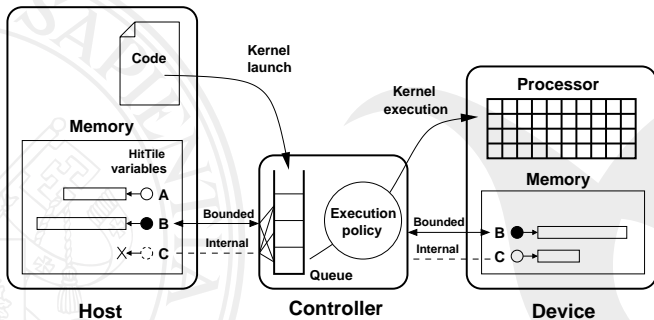 Code
Kernel
launch
Kernel
execution
Processor
Memory
HitTile
variables
A
B
C
Bounded
Internal
Execution
policy
Queue
Bounded
Internal
Memory
B
C
Host
Controller
Device
SAPIENTIA